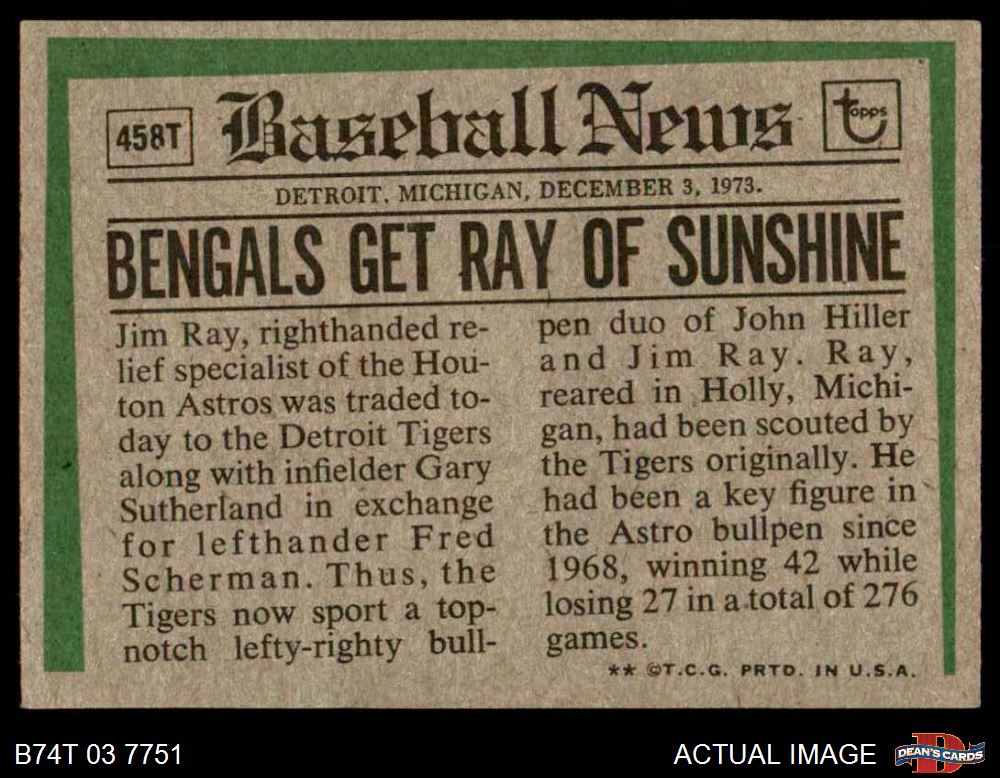 458T
Baseball News
topps
DETROIT, MICHIGAN, DECEMBER 3, 1973.
BENGALS GET RAY OF SUNSHINE
Jim Ray, righthanded re-
lief specialist of the Hou-
ton Astros was traded to-
day to the Detroit Tigers
along with infielder Gary
Sutherland in exchange
for lefthander Fred
Scherman. Thus, the
Tigers now sport a top-
notch lefty-righty bull-
pen duo of John Hiller
and Jim Ray. Ray,
reared in Holly, Michi-
gan, had been scouted by
the Tigers originally. He
had been a key figure in
the Astro bullpen since
1968, winning 42 while
losing 27 in a total of 276
games.
** ©T.C.G. PRTD. IN U.S.A.
B74T 03 7751
ACTUAL IMAGE
DEAN'S CARDS